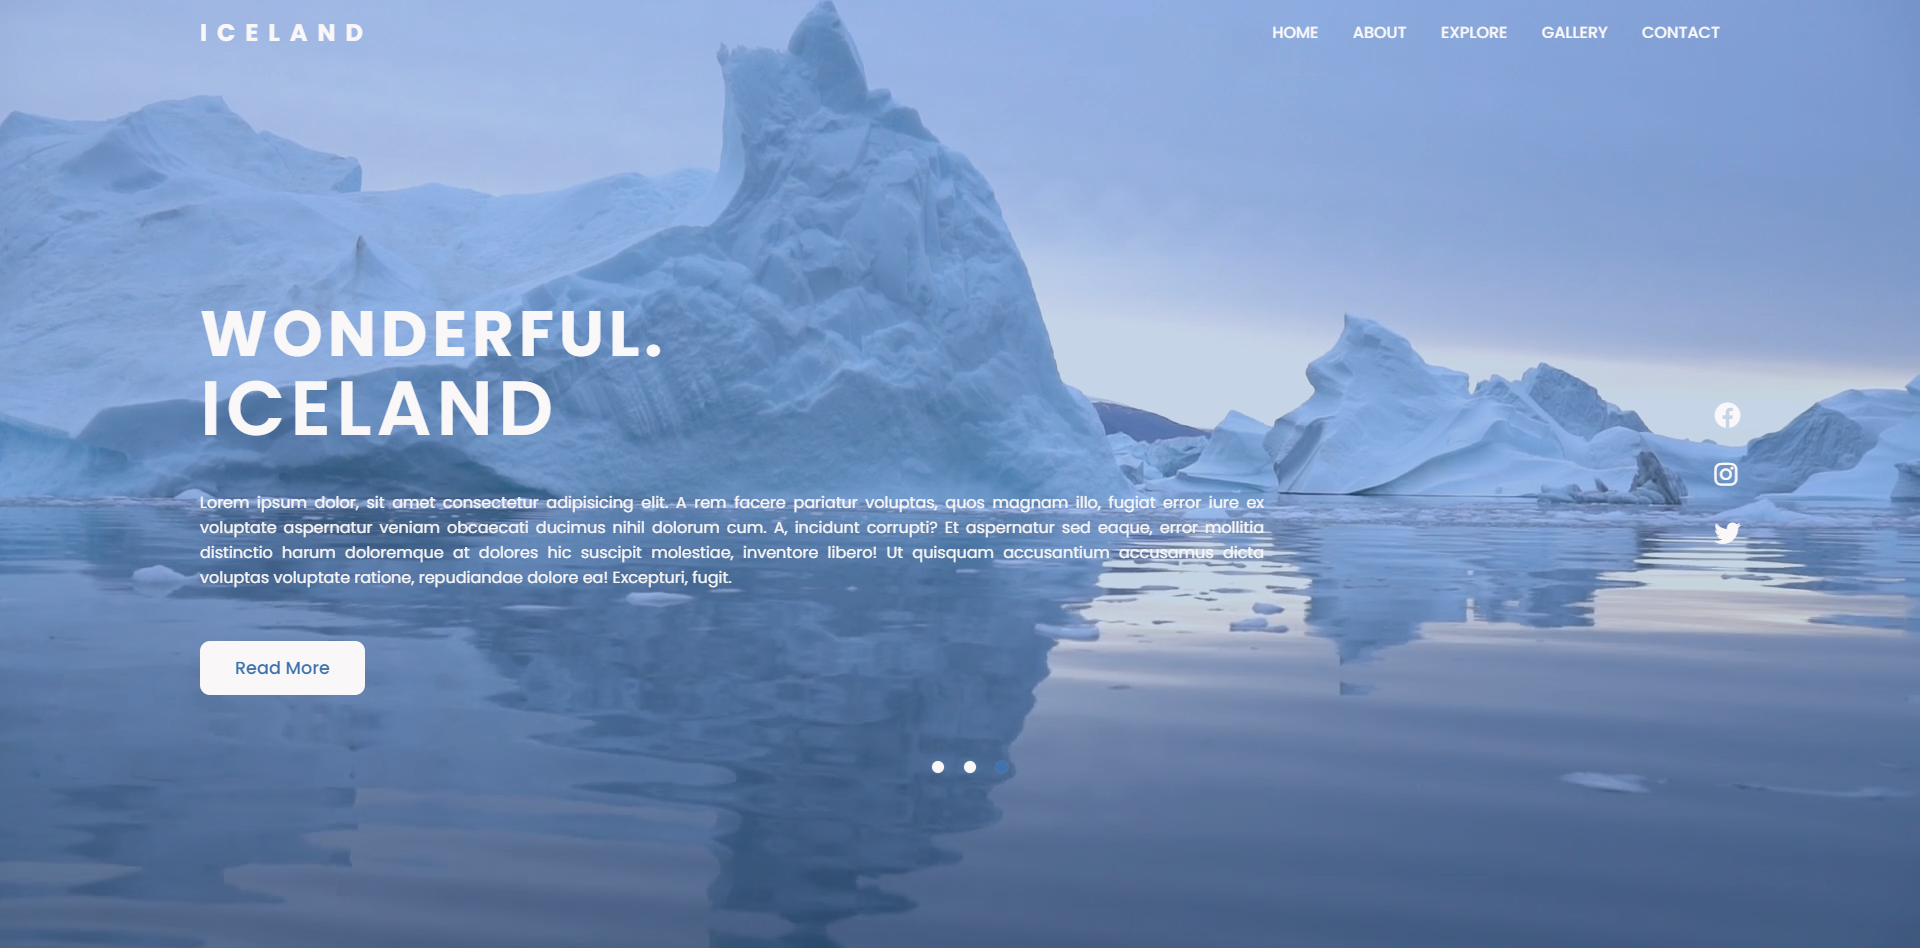 ICELAND
HOME ABOUT EXPLORE GALLERY CONTACT
WONDERFUL.
ICELAND
Lorem ipsum dolor, sit amet consectetur adipisicing elit. A rem facere pariatur voluptas, quos magnam illo, fugiat error iure ex
voluptate aspernatur veniam obcaecati ducimus nihil dolorum cum. A, incidunt corrupti? Et aspernatur sed eaque, error mollitia
distinctio harum doloremque at dolores hic suscipit molestiae, inventore libero! Ut quisquam accusantium accusamus dicta
voluptas voluptate ratione, repudiandae dolore ea! Excepturi, fugit.
Read More